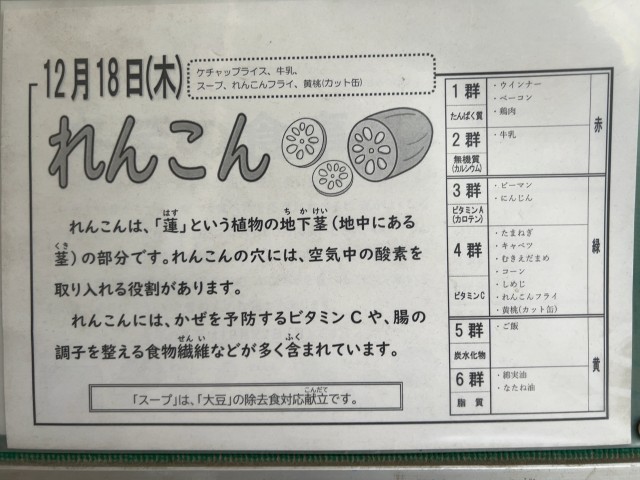 12月18日(木)
ケチャップライス、牛乳、
スープ、れんこんフライ、黄桃(カット缶)
れんこん
れんこんは、「蓮」という植物の地下茎（地中にある
茎）の部分です。れんこんの穴には、空気中の酸素を
取り入れる役割があります。
れんこんには、かぜを予防するビタミンCや、腸の
調子を整える食物繊維などが多く含まれています。
「スープ」は、「大豆」の除去食対応献立です。
1群
たんぱく質
・ウインナー
・ベーコン
・鶏肉
赤
2群
無機質
(カルシウム)
・牛乳
3群
ビタミンA
(カロテン)
・ピーマン
・にんじん
緑
4群
ビタミンC
・たまねぎ
・キャベツ
・むきえだまめ
・コーン
・しめじ
・れんこんフライ
・黄桃(カット缶)
5群
炭水化物
・ご飯
黄
6群
脂質
・綿実油
・なたね油